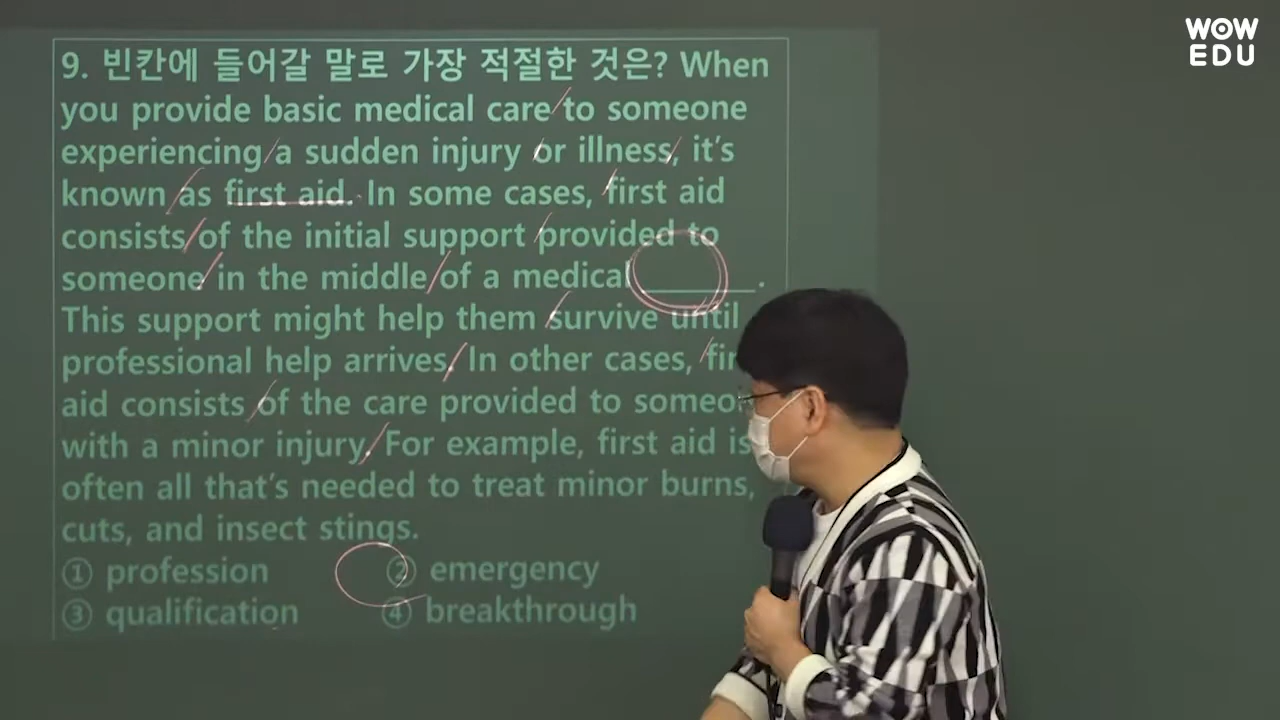 WOW
EDU
9. 빈칸에 들어갈 말로 가장 적절한 것은? When
you provide basic medical care to someone
experiencing a sudden injury or illness, it's
known as first aid. In some cases, first aid
consists of the initial support provided to
someone in the middle of a medical ________.
This support might help them survive until
professional help arrives. In other cases,
aid consists of the care provided to
with a minor injury. For example, first aid is
often all that's needed to treat minor burns,
cuts, and insect stings.
① profession ② emergency
③ qualification ④ breakthrough